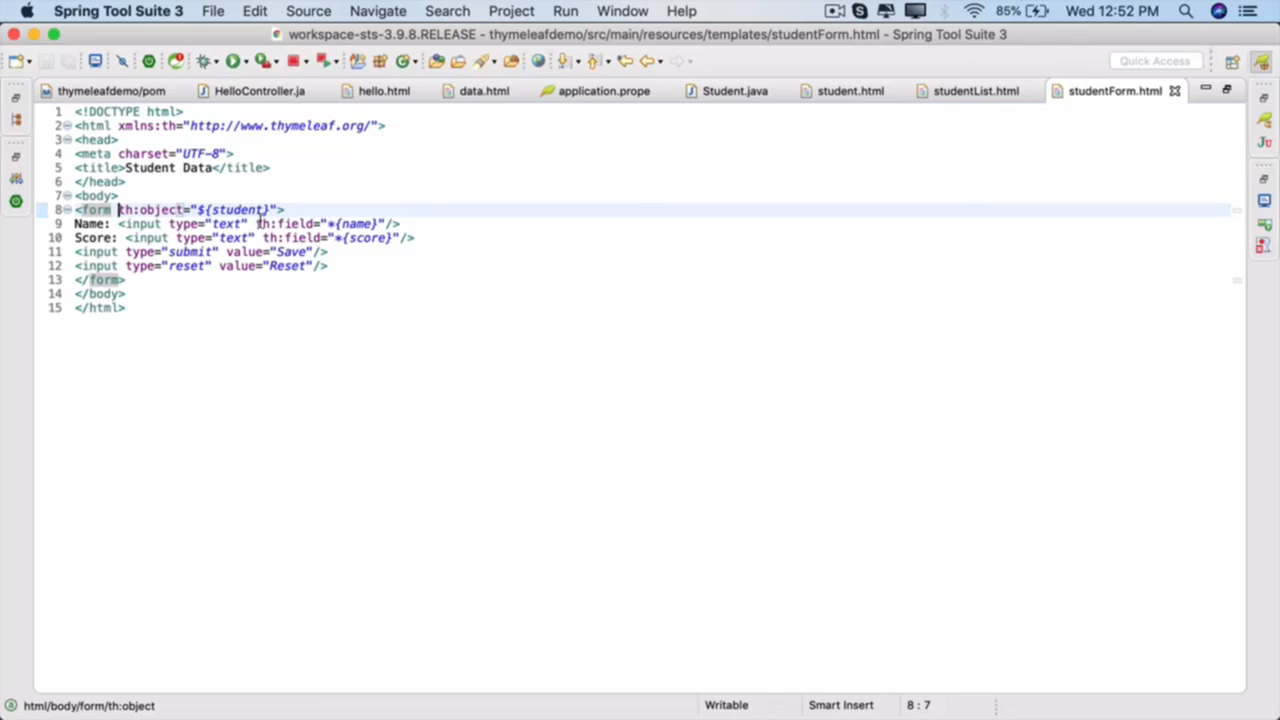 Spring Tool Suite 3 File Edit Source Navigate Search Project Run Window Help 85% Wed 12:52 PM
workspace-sts-3.9.8.RELEASE - thymeleafdemo/src/main/resources/templates/studentForm.html - Spring Tool Suite 3
Quick Access
thymeleafdemo/pom HelloController.ja hello.html data.html application.prope Student.java student.html studentList.html studentForm.html
1 <!DOCTYPE html>
2 <html xmlns:th="http://www.thymeleaf.org/">
3 <head>
4 <meta charset="UTF-8">
5 <title>Student Data</title>
6 </head>
7 <body>
8 <form th:object="${student}">
9 Name: <input type="text" th:field="*{name}"/>
10 Score: <input type="text" th:field="*{score}"/>
11 <input type="submit" value="Save"/>
12 <input type="reset" value="Reset"/>
13 </form>
14 </body>
15 </html>
html/body/form/th:object Writable Smart Insert 8 : 7